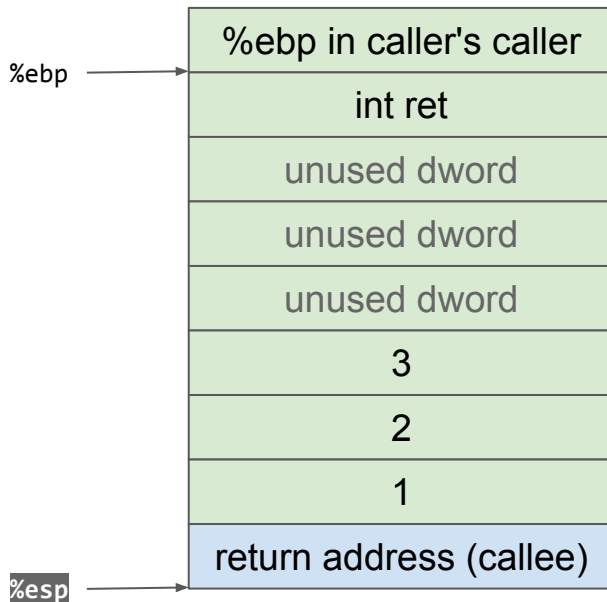 %ebp in caller's caller
%ebp
int ret
unused dword
unused dword
unused dword
3
2
1
return address (callee)
%esp